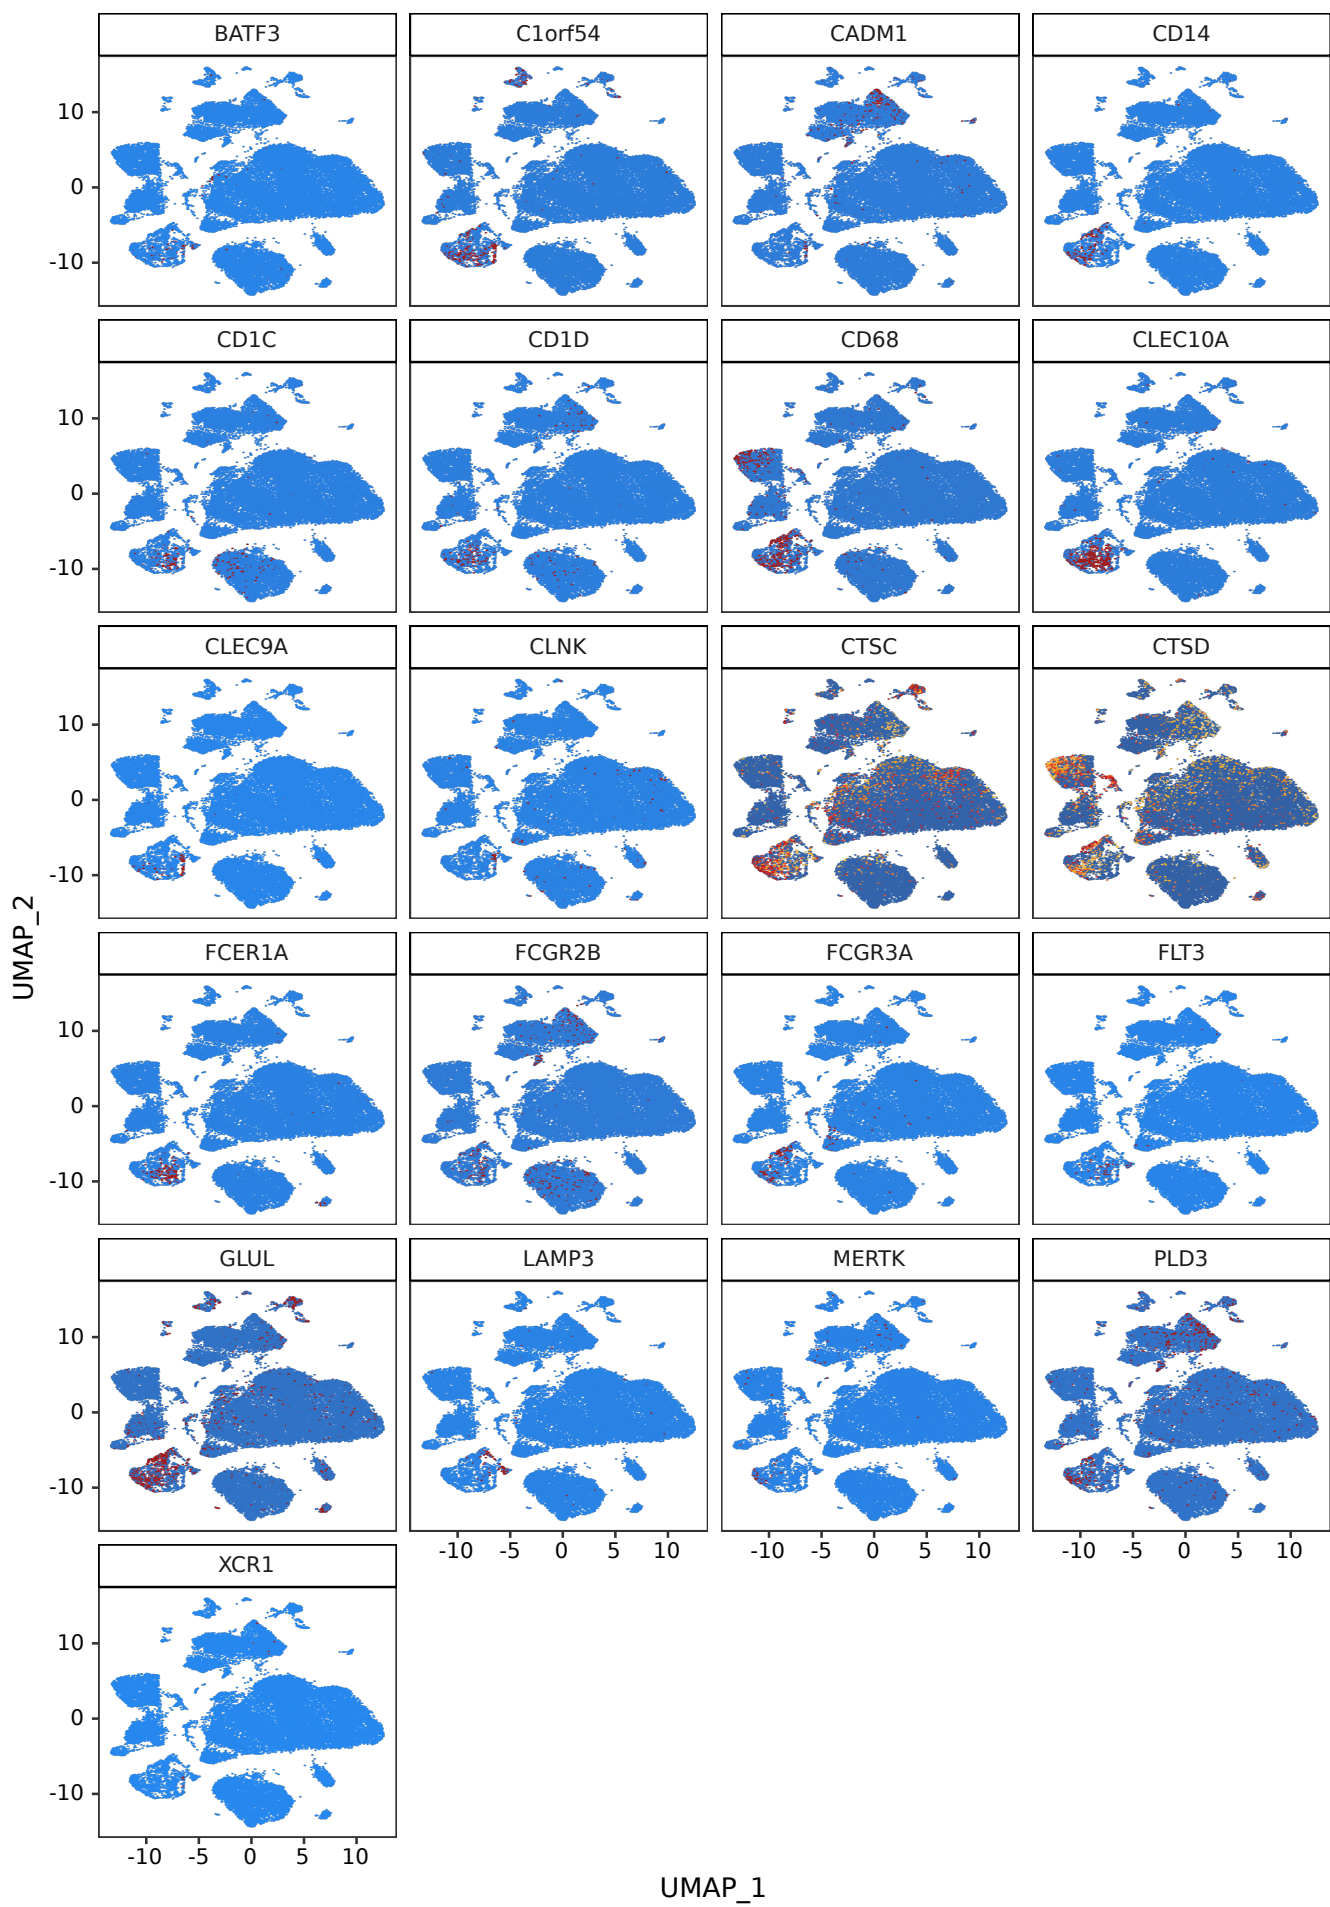 BATF3
C1orf54
CADM1
CD14
10
0
-10
CD1C
CD1D
CD68
CLEC10A
10
0
-10
CLEC9A
CLNK
CTSC
CTSD
10
0
-10
UMAP_2
FCER1A
FCGR2B
FCGR3A
FLT3
10
0
-10
GLUL
LAMP3
MERTK
PLD3
10
0
-10
-10 -5 0 5 10
-10 -5 0 5 10
-10 -5 0 5 10
XCR1
10
0
-10
-10 -5 0 5 10
UMAP_1